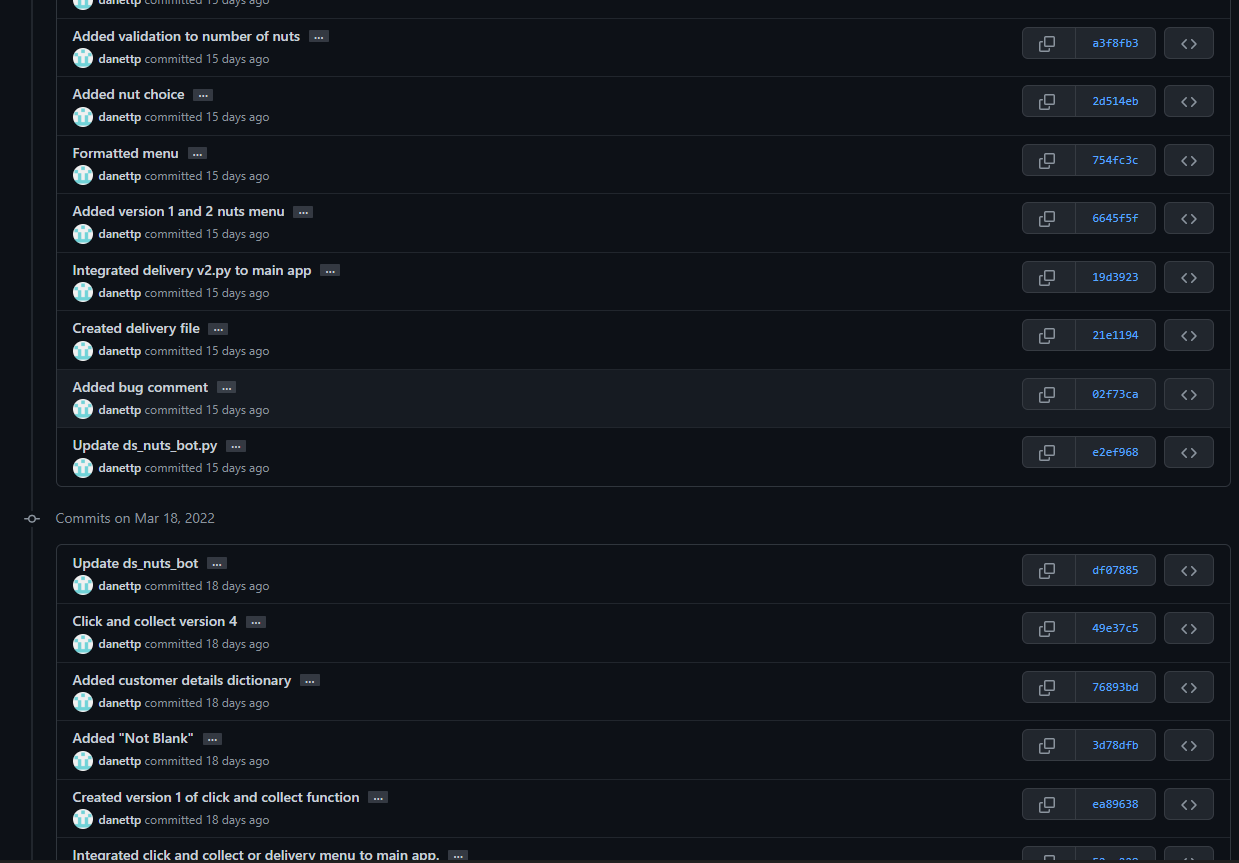 danettp committed 15 days ago
Added validation to number of nuts ...
danettp committed 15 days ago
a3f8fb3
Added nut choice ...
danettp committed 15 days ago
2d514eb
Formatted menu ...
danettp committed 15 days ago
754fc3c
Added version 1 and 2 nuts menu ...
danettp committed 15 days ago
6645f5f
Integrated delivery v2.py to main app ...
danettp committed 15 days ago
19d3923
Created delivery file ...
danettp committed 15 days ago
21e1194
Added bug comment ...
danettp committed 15 days ago
02f73ca
Update ds_nuts_bot.py ...
danettp committed 15 days ago
e2ef968
Commits on Mar 18, 2022
Update ds_nuts_bot ...
danettp committed 18 days ago
df07885
Click and collect version 4 ...
danettp committed 18 days ago
49e37c5
Added customer details dictionary ...
danettp committed 18 days ago
76893bd
Added "Not Blank" ...
danettp committed 18 days ago
3d78dfb
Created version 1 of click and collect function ...
danettp committed 18 days ago
ea89638
Integrated click and collect or delivery menu to main app. ...